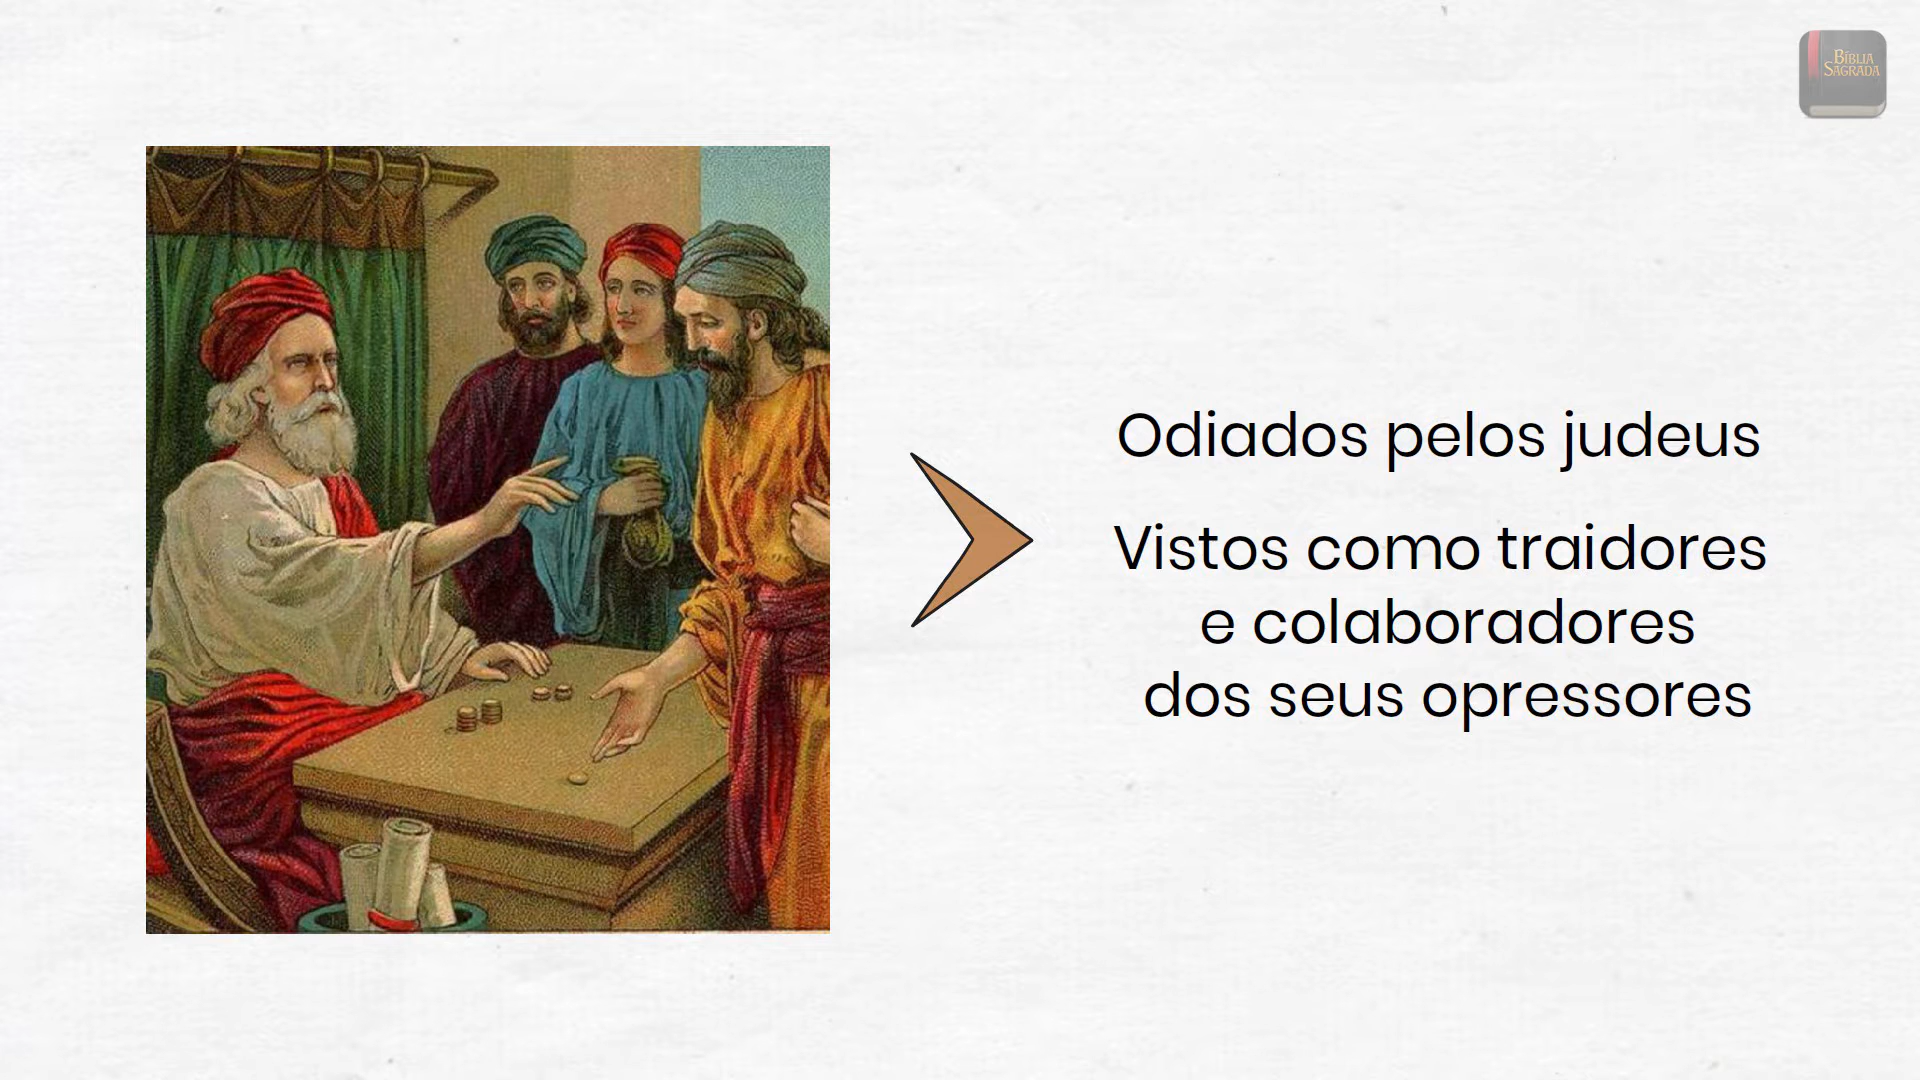 BÍBLIA
SAGRADA
Odiados pelos judeus
Vistos como traidores
e colaboradores
dos seus opressores